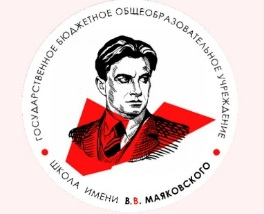 ГОСУДАРСТВЕННОЕ БЮДЖЕТНОЕ ОБЩЕОБРАЗОВАТЕЛЬНОЕ УЧРЕЖДЕНИЕ
ШКОЛА ИМЕНИ В.В. МАЯКОВСКОГО